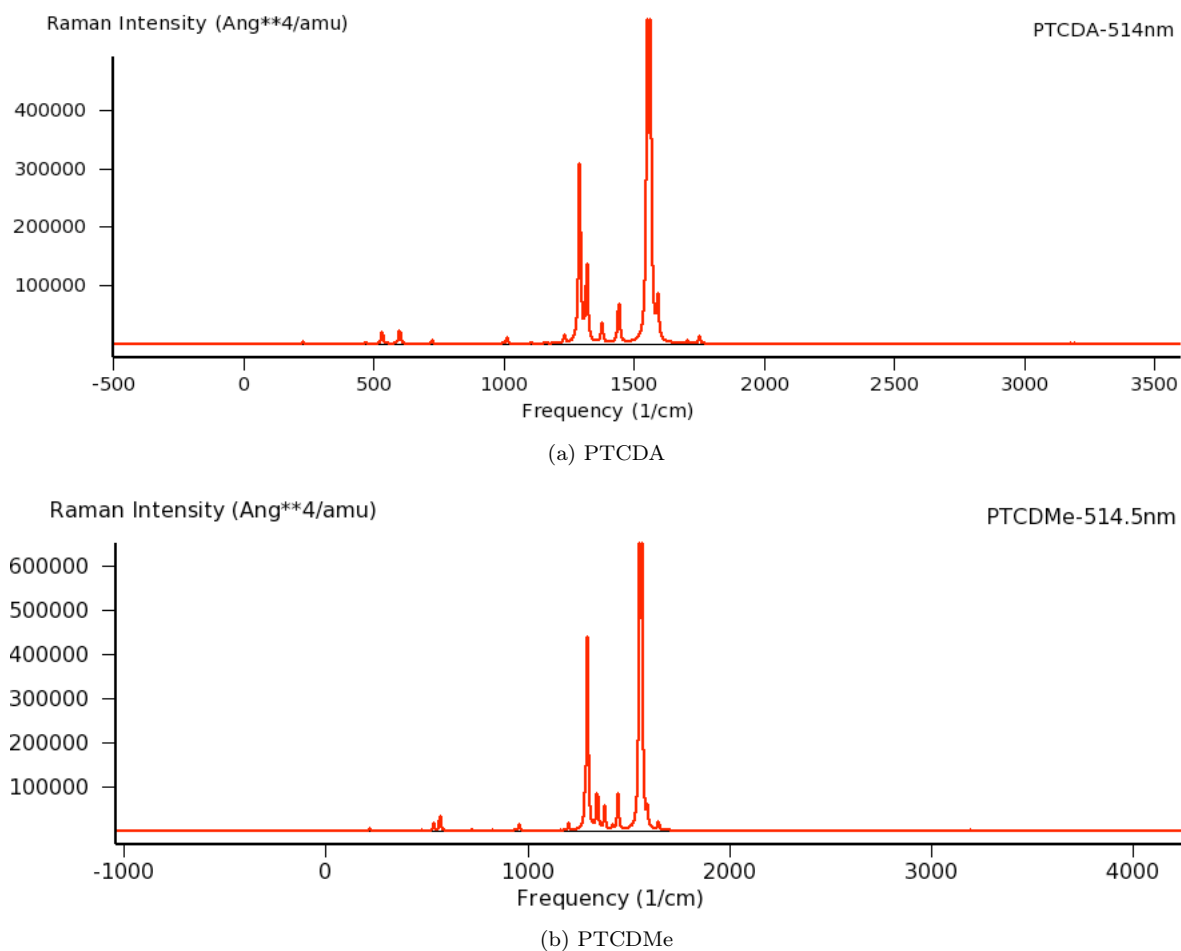 Raman Intensity (Ang**4/amu)
PTCDA-514nm
400000
300000
200000
100000
-500 0 500 1000 1500 2000 2500 3000 3500
Frequency (1/cm)
(a) PTCDA
Raman Intensity (Ang**4/amu)
PTCDMe-514.5nm
600000
500000
400000
300000
200000
100000
-1000 0 1000 2000 3000 4000
Frequency (1/cm)
(b) PTCDMe